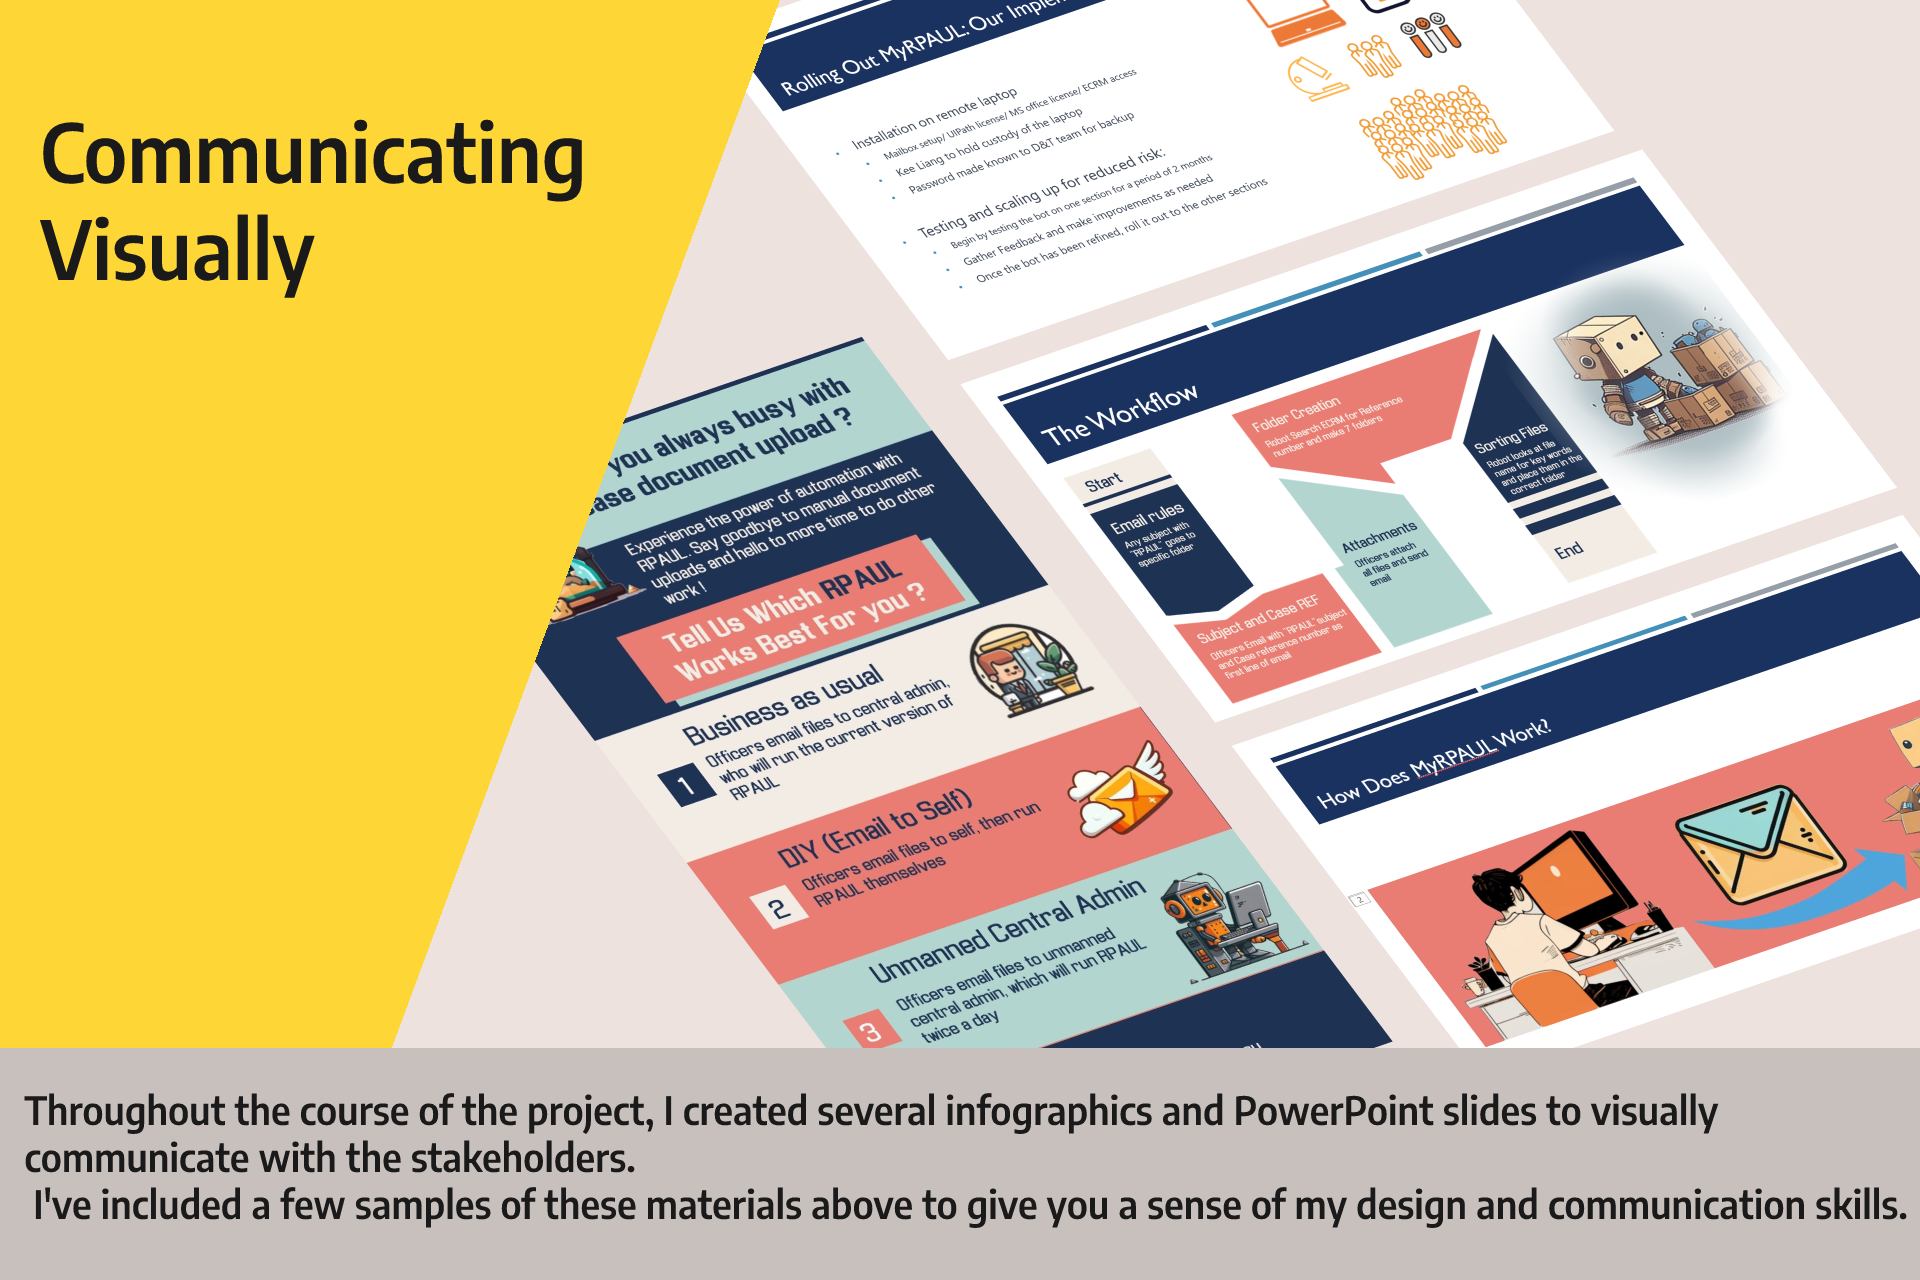 Communicating
Visually
Rolling Out MyRPAUL: Our
Installation on remote laptop
Mailbox setup/ UIPath license/ MS office license/ ECRM access
Kee Liang to hold custody of the laptop
Password made known to D&T team for backup
Testing and scaling up for reduced risk:
Begin by testing the bot on one section for a period of 2 months
Gather Feedback and make improvements as needed
Once the bot has been refined, roll it out to the other sections
The Workflow
Start
Email rules
Any subject with
"RPAUL" goes to
specific folder
Subject and Case REF
Officers Email with "RPAUL" subject
and Case reference number as
first line of email
Attachments
Officers attach
all files and send
email
Folder Creation
Robot Search ECRM for Reference
number and make 7 folders
Sorting Files
Robot looks at file
name for key words
and place them in the
correct folder
End
How Does MyRPAUL Work?
2
you always busy with
document upload ?
Experience the power of automation with
RPAUL. Say goodbye to manual document
uploads and hello to more time to do other
work !
Tell Us Which RPAUL
Works Best For you ?
Business as usual
1
Officers email files to central admin,
who will run the current version of
RPAUL
DIY (Email to Self)
2
Officers email files to self, then run
RPAUL themselves
Unmanned Central Admin
3
Officers email files to unmanned
central admin, which will run RPAUL
twice a day
Throughout the course of the project, I created several infographics and PowerPoint slides to visually
communicate with the stakeholders.
I've included a few samples of these materials above to give you a sense of my design and communication skills.